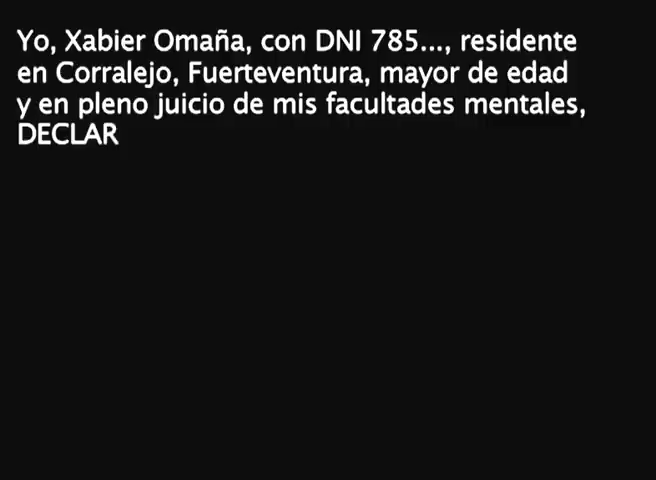 Yo, Xabier Omaña, con DNI 785..., residente
en Corralejo, Fuerteventura, mayor de edad
y en pleno juicio de mis facultades mentales,
DECLAR